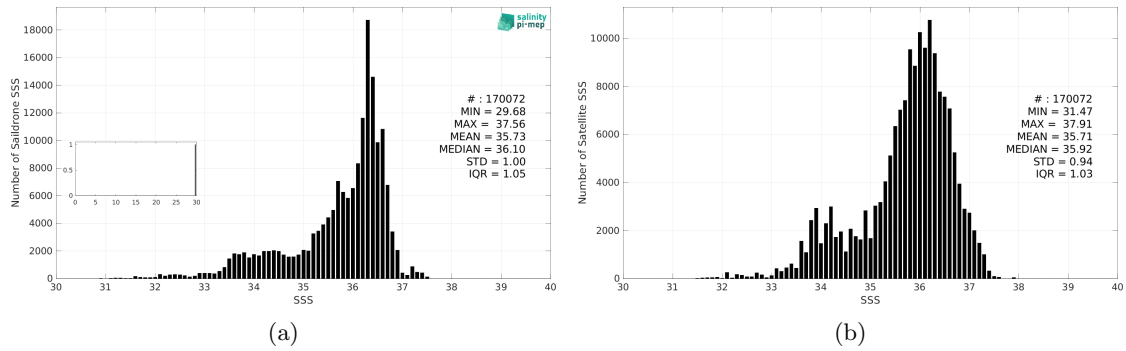 salinity
pi-mep
18000
16000
14000
12000
10000
8000
6000
4000
2000
0
Number of Saildrone SSS
# : 170072
MIN = 29.68
MAX = 37.56
MEAN = 35.73
MEDIAN = 36.10
STD = 1.00
IQR = 1.05
1
0.5
0
0 5 10 15 20 25 30
30 31 32 33 34 35 36 37 38 39 40
SSS
(a)
10000
8000
6000
4000
2000
0
Number of Satellite SSS
# : 170072
MIN = 31.47
MAX = 37.91
MEAN = 35.71
MEDIAN = 35.92
STD = 0.94
IQR = 1.03
30 31 32 33 34 35 36 37 38 39 40
SSS
(b)